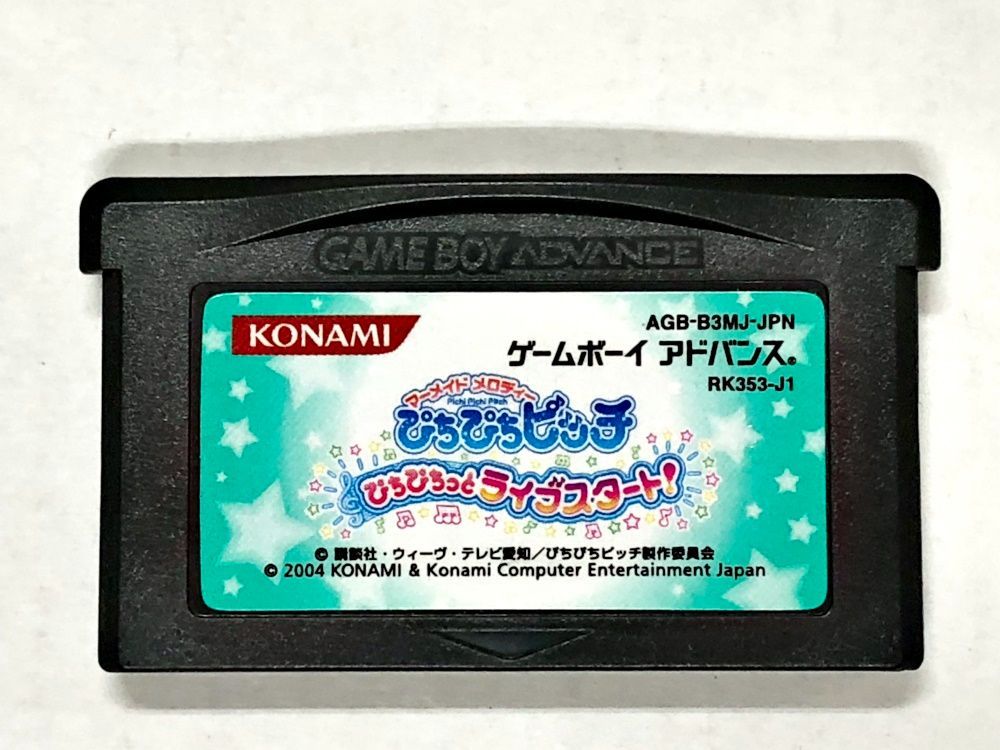 GAME BOY ADVANCE
KONAMI
AGB-B3MJ-JPN
ゲームボーイ アドバンス®
RK353-J1
マーメイド メロディー
Pichi Pichi Pitch
ぴちぴちピッチ
ぴちぴちっとライブスタート!
© 講談社・ウィーヴ・テレビ愛知/ぴちぴちピッチ製作委員会
© 2004 KONAMI & Konami Computer Entertainment Japan